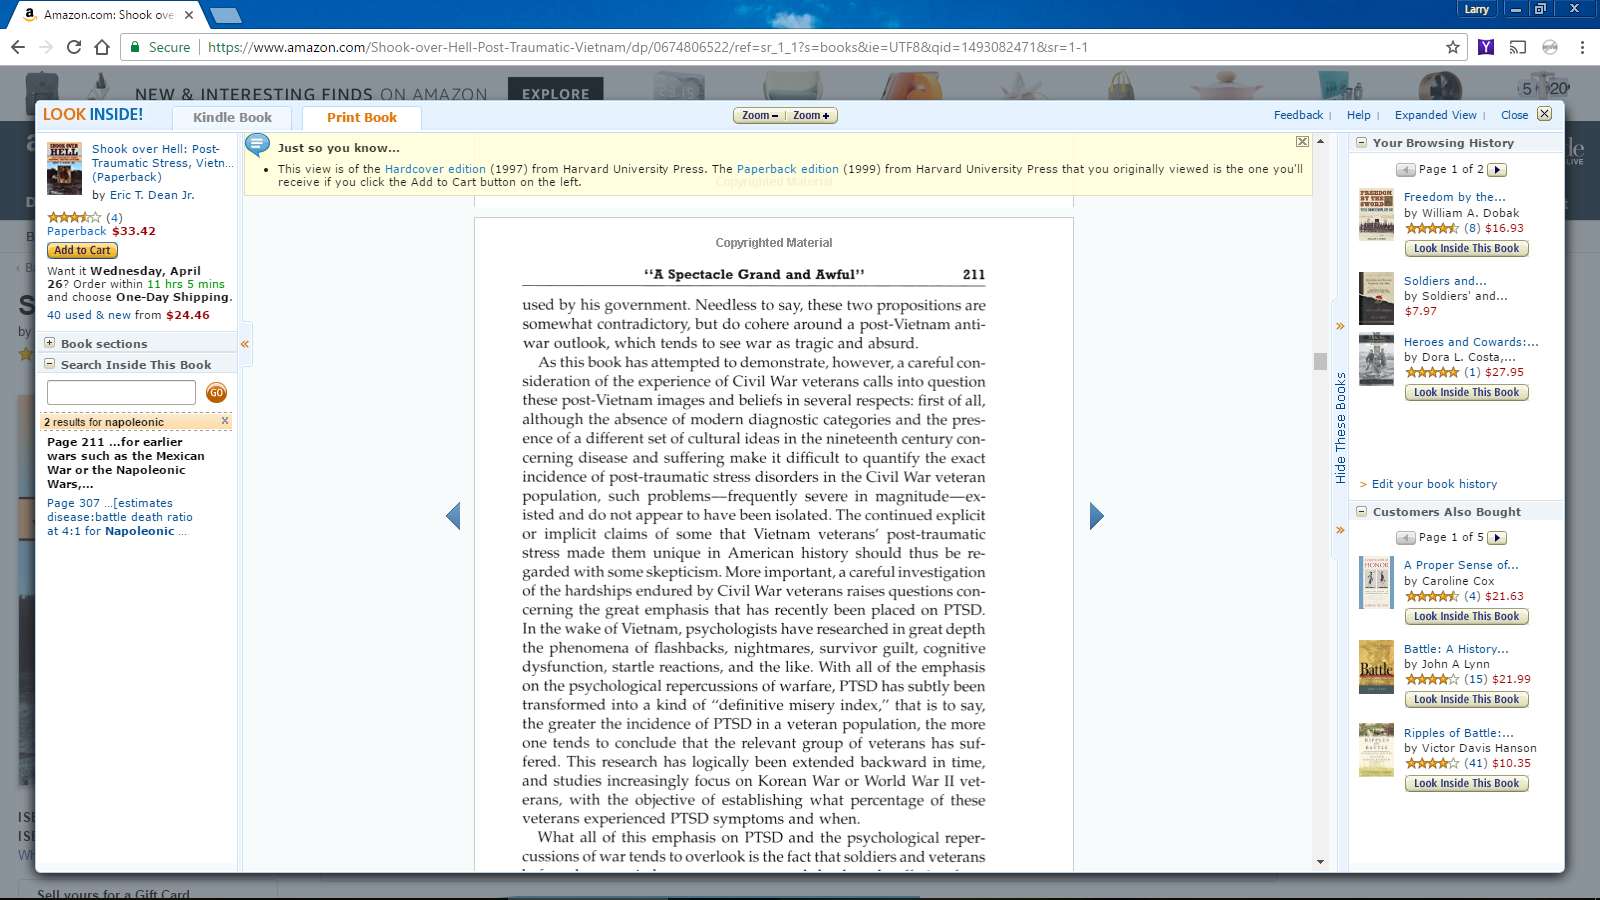 Amazon.com: Shook ove
Larry
Secure
https://www.amazon.com/Shook-over-Hell-Post-Traumatic-Vietnam/dp/0674806522/ref=sr_1_1?s=books&ie=UTF8&qid=1493082471&sr=1-1
NEW & INTERESTING FINDS ON AMAZON
EXPLORE
LOOK INSIDE!
Kindle Book
Print Book
Zoom −
Zoom +
Feedback
Help
Expanded View
Close
Shook over Hell: Post-
Traumatic Stress, Vietn...
(Paperback)
by Eric T. Dean Jr.
(4)
Paperback $33.42
Add to Cart
Want it Wednesday, April
26? Order within 11 hrs 5 mins
and choose One-Day Shipping.
40 used & new from $24.46
Book sections
Search Inside This Book
GO
2 results for napoleonic
x
Page 211 ...for earlier
wars such as the Mexican
War or the Napoleonic
Wars,...
Page 307 ...[estimates
disease:battle death ratio
at 4:1 for Napoleonic ...
Just so you know...
• This view is of the Hardcover edition (1997) from Harvard University Press. The Paperback edition (1999) from Harvard University Press that you originally viewed is the one you'll
receive if you click the Add to Cart button on the left.
Copyrighted Material
Copyrighted Material
"A Spectacle Grand and Awful" 211
used by his government. Needless to say, these two propositions are
somewhat contradictory, but do cohere around a post-Vietnam anti-
war outlook, which tends to see war as tragic and absurd.
As this book has attempted to demonstrate, however, a careful con-
sideration of the experience of Civil War veterans calls into question
these post-Vietnam images and beliefs in several respects: first of all,
although the absence of modern diagnostic categories and the pres-
ence of a different set of cultural ideas in the nineteenth century con-
cerning disease and suffering make it difficult to quantify the exact
incidence of post-traumatic stress disorders in the Civil War veteran
population, such problems—frequently severe in magnitude—ex-
isted and do not appear to have been isolated. The continued explicit
or implicit claims of some that Vietnam veterans' post-traumatic
stress made them unique in American history should thus be re-
garded with some skepticism. More important, a careful investigation
of the hardships endured by Civil War veterans raises questions con-
cerning the great emphasis that has recently been placed on PTSD.
In the wake of Vietnam, psychologists have researched in great depth
the phenomena of flashbacks, nightmares, survivor guilt, cognitive
dysfunction, startle reactions, and the like. With all of the emphasis
on the psychological repercussions of warfare, PTSD has subtly been
transformed into a kind of "definitive misery index," that is to say,
the greater the incidence of PTSD in a veteran population, the more
one tends to conclude that the relevant group of veterans has suf-
fered. This research has logically been extended backward in time,
and studies increasingly focus on Korean War or World War II vet-
erans, with the objective of establishing what percentage of these
veterans experienced PTSD symptoms and when.
What all of this emphasis on PTSD and the psychological reper-
cussions of war tends to overlook is the fact that soldiers and veterans
Hide These Books
Your Browsing History
Page 1 of 2
Freedom by the...
by William A. Dobak
(8) $16.93
Look Inside This Book
Soldiers and...
by Soldiers' and...
$7.97
Heroes and Cowards:...
by Dora L. Costa,...
(1) $27.95
Look Inside This Book
> Edit your book history
Customers Also Bought
Page 1 of 5
A Proper Sense of...
by Caroline Cox
(4) $21.63
Look Inside This Book
Battle: A History...
by John A Lynn
(15) $21.99
Look Inside This Book
Ripples of Battle:...
by Victor Davis Hanson
(41) $10.35
Look Inside This Book
Sell yours for a Gift Card